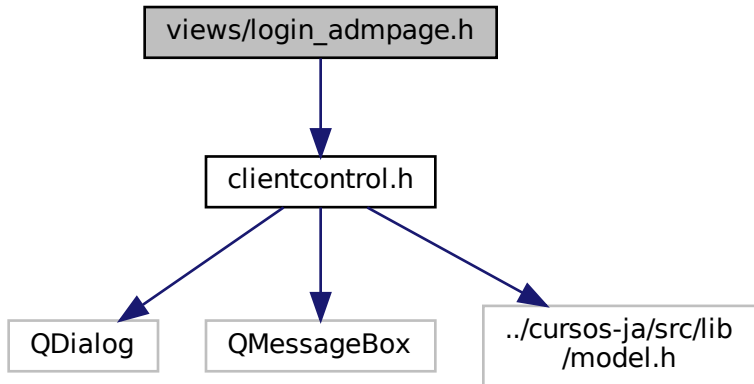 views/login_admpage.h
clientcontrol.h
QDialog
QMessageBox
../cursos-ja/src/lib
/model.h